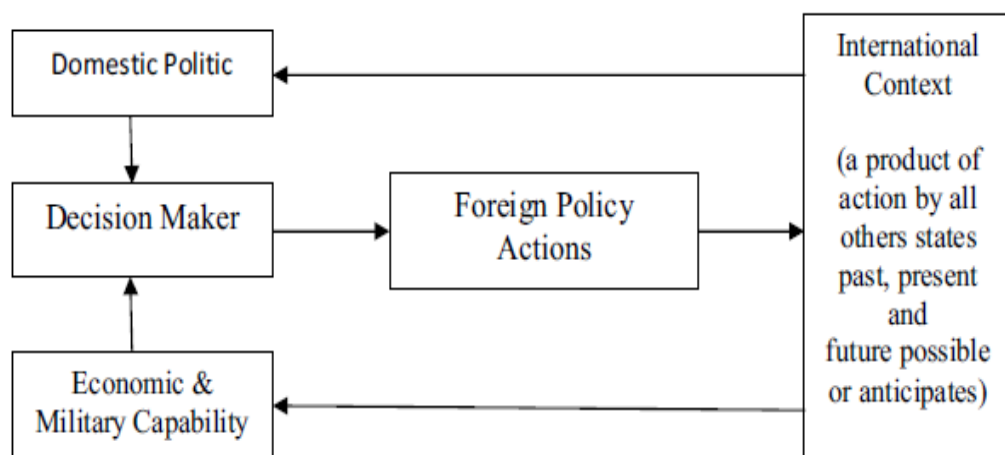 Domestic Politic
Decision Maker
Economic &
Military Capability
Foreign Policy
Actions
International
Context
(a product of
action by all
others states
past, present
and
future possible
or anticipates)